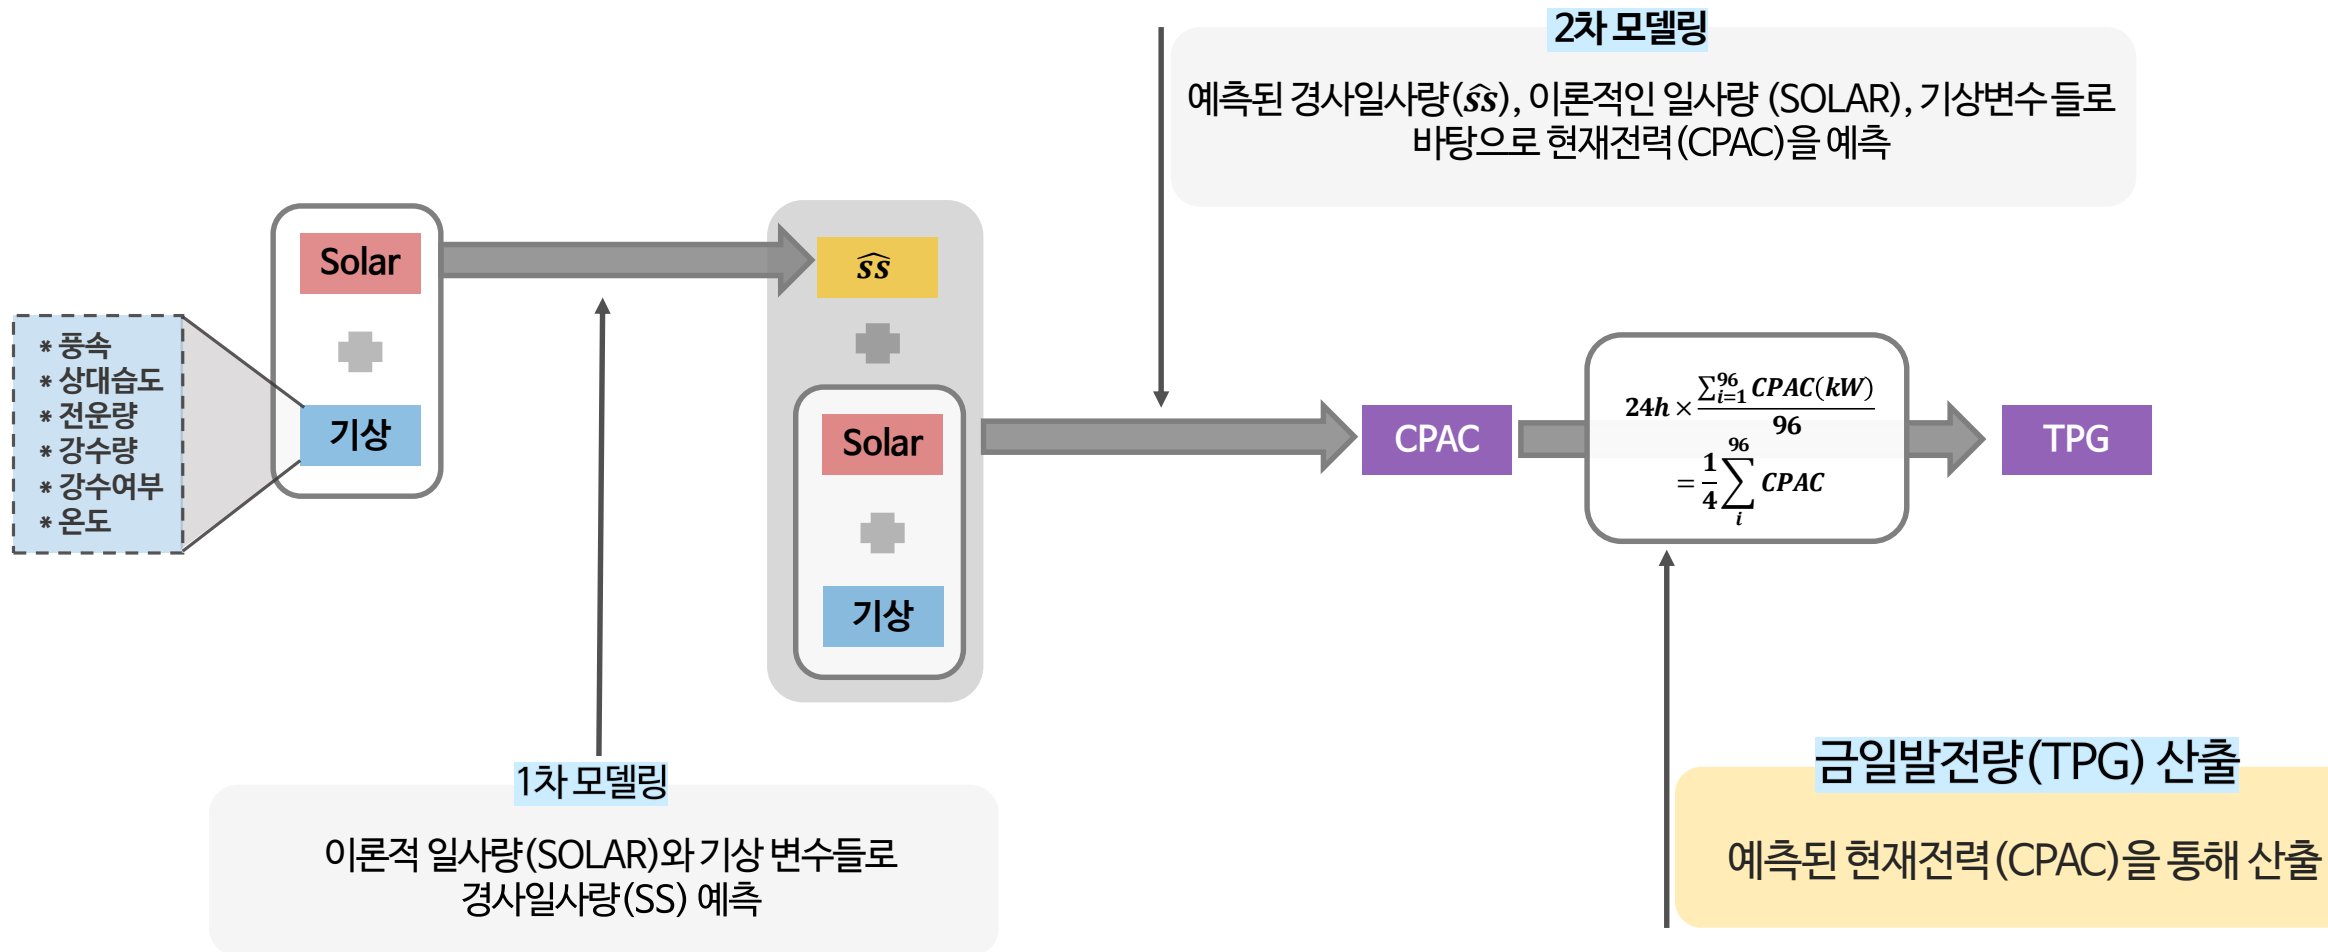 2차 모델링
예측된 경사일사량(ŝs), 이론적인 일사량 (SOLAR), 기상변수 들로
바탕으로 현재전력(CPAC)을 예측
Solar
기상
* 풍속
* 상대습도
* 전운량
* 강수량
* 강수여부
* 온도
ŝs
Solar
기상
CPAC
24h × ∑⁹⁶ᵢ₌₁ CPAC(kW) / 96
= 1/4 ∑⁹⁶ᵢ CPAC
TPG
1차 모델링
이론적 일사량(SOLAR)와 기상 변수들로
경사일사량(SS) 예측
금일발전량(TPG) 산출
예측된 현재전력(CPAC)을 통해 산출